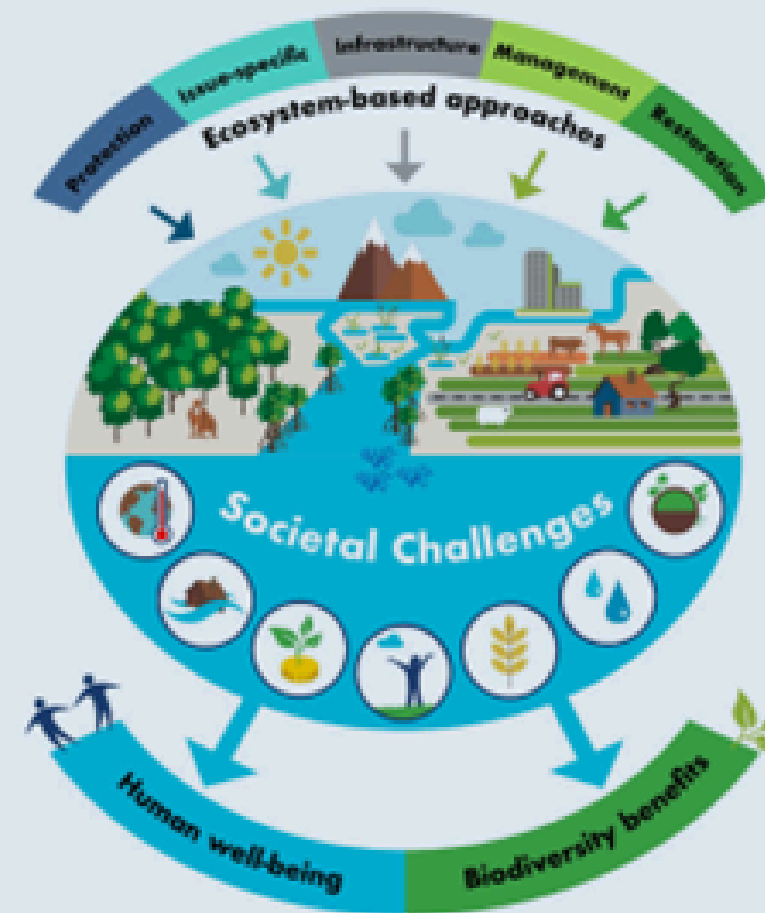 Protection
Issue-specific
Infrastructure
Management
Restoration
Ecosystem-based approaches
Societal Challenges
Human well-being
Biodiversity benefits